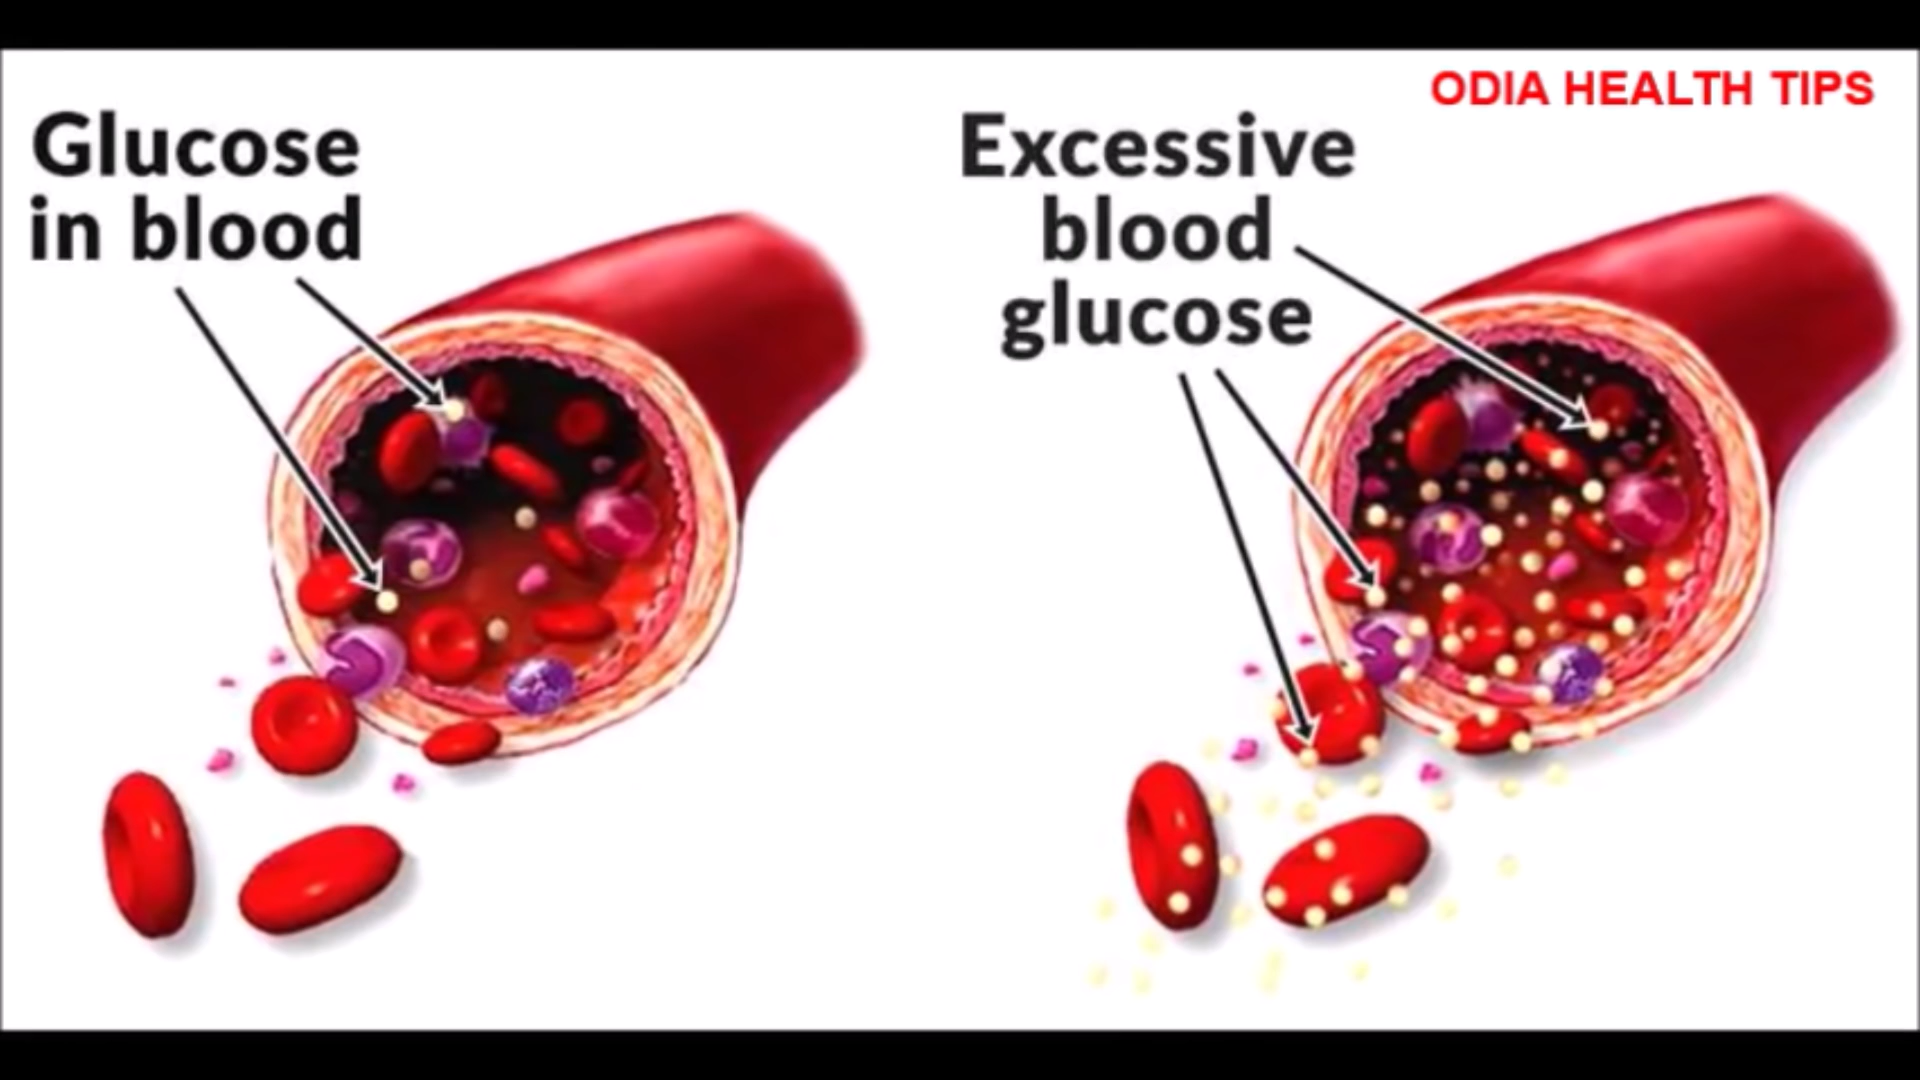 ODIA HEALTH TIPS
Glucose
in blood
Excessive
blood
glucose